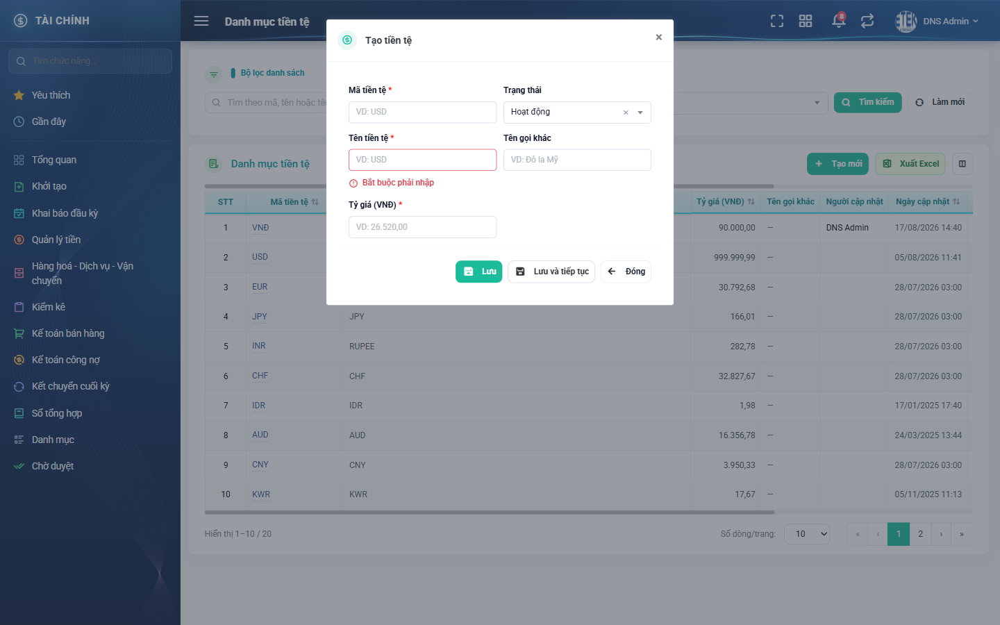 TÀI CHÍNH
Danh mục tiền tệ
8
DNS Admin
Tìm chức năng...
Yêu thích
Gần đây
Tổng quan
Khởi tạo
Khai báo đầu kỳ
Quản lý tiền
Hàng hoá - Dịch vụ - Vận
chuyển
Kiểm kê
Kế toán bán hàng
Kế toán công nợ
Kết chuyển cuối kỳ
Sổ tổng hợp
Danh mục
Chờ duyệt
Bộ lọc danh sách
Tìm theo mã, tên hoặc tên
Tìm kiếm
Làm mới
Danh mục tiền tệ
Tạo mới
Xuất Excel
Tạo tiền tệ
×
Mã tiền tệ *
Trạng thái
VD: USD
Hoạt động ×
Tên tiền tệ *
Tên gọi khác
VD: USD
VD: Đô la Mỹ
Bắt buộc phải nhập
Tỷ giá (VNĐ) *
VD: 26.520,00
Lưu
Lưu và tiếp tục
Đóng
STT Mã tiền tệ Tỷ giá (VNĐ) Tên gọi khác Người cập nhật Ngày cập nhật
1 VNĐ 90.000,00 — DNS Admin 17/08/2026 14:40
2 USD 999.999,99 — 05/08/2026 11:41
3 EUR 30.792,68 — 28/07/2026 03:00
4 JPY JPY 166,01 — 28/07/2026 03:00
5 INR RUPEE 282,78 — 28/07/2026 03:00
6 CHF CHF 32.827,67 — 28/07/2026 03:00
7 IDR IDR 1,98 — 17/01/2025 17:40
8 AUD AUD 16.356,78 — 24/03/2025 13:44
9 CNY CNY 3.950,33 — 28/07/2026 03:00
10 KWR KWR 17,67 — 05/11/2025 11:13
Hiển thị 1–10 / 20
Số dòng/trang: 10
« ‹ 1 2 › »